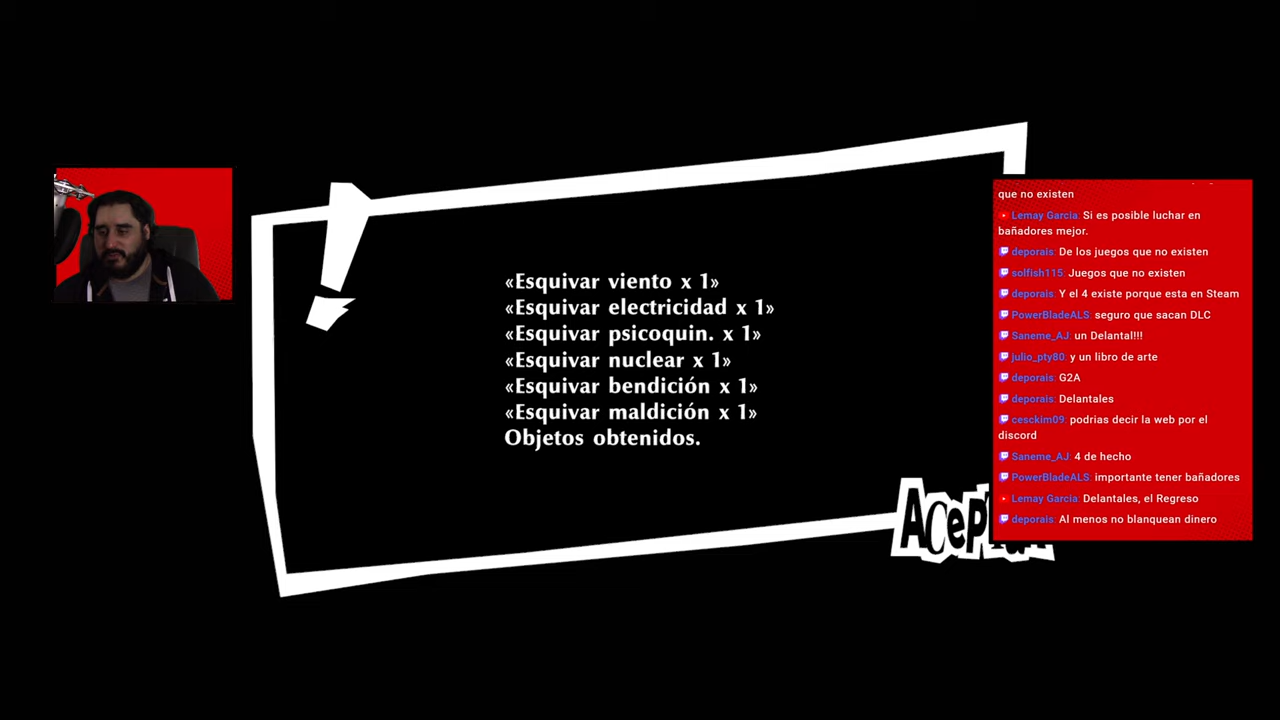 «Esquivar viento x 1»
«Esquivar electricidad x 1»
«Esquivar psicoquin. x 1»
«Esquivar nuclear x 1»
«Esquivar bendición x 1»
«Esquivar maldición x 1»
Objetos obtenidos.
que no existen
Lemay Garcia: Si es posible luchar en
bañadores mejor.
deporais: De los juegos que no existen
solfish115: Juegos que no existen
deporais: Y el 4 existe porque esta en Steam
PowerBladeALS: seguro que sacan DLC
Saneme_AJ: un Delantal!!!
julio_pty80: y un libro de arte
deporais: G2A
deporais: Delantales
cesckim09: podrias decir la web por el
discord
Saneme_AJ: 4 de hecho
PowerBladeALS: importante tener bañadores
Lemay Garcia: Delantales, el Regreso
deporais: Al menos no blanquean dinero